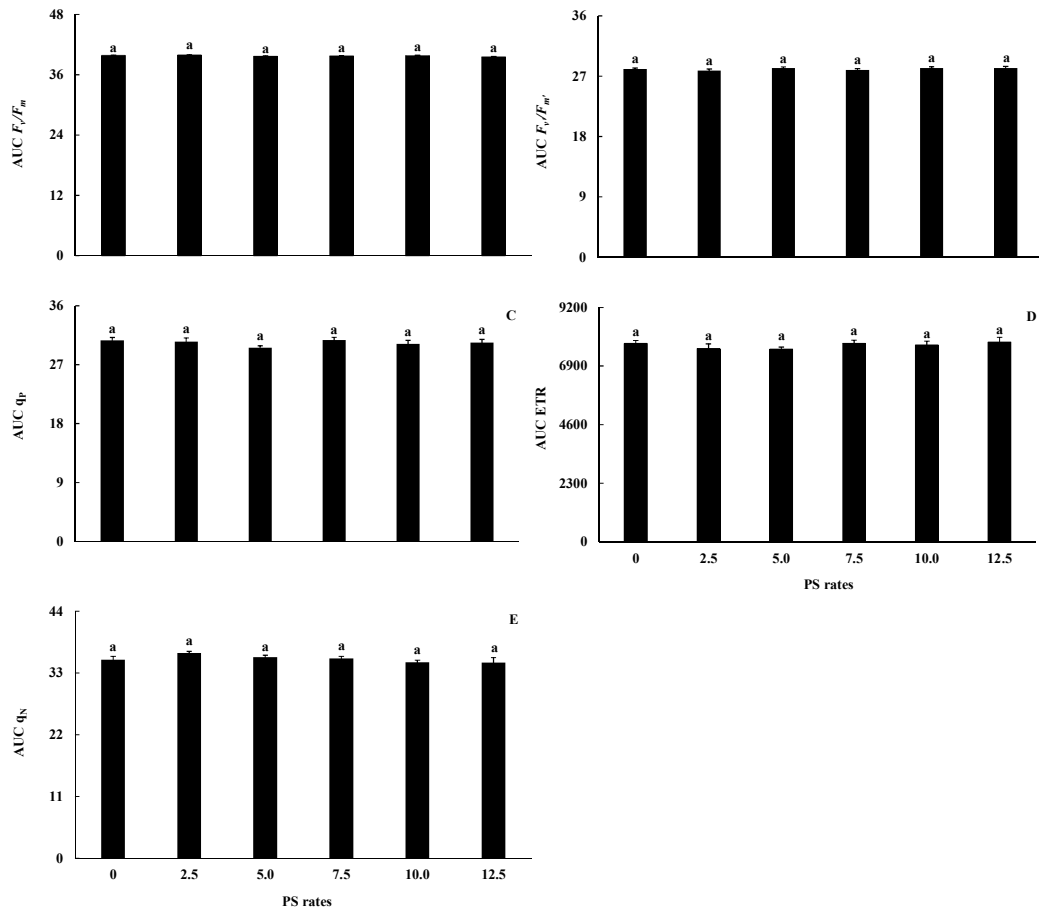 48
36
24
12
0
AUC Fv/Fm
a a a a a a
36
27
18
9
0
AUC Fv'/Fm'
a a a a a a
36
27
18
9
0
AUC qP
C
a a a a a a
9200
6900
4600
2300
0
AUC ETR
D
a a a a a a
0 2.5 5.0 7.5 10.0 12.5
PS rates
44
33
22
11
0
AUC qN
E
a a a a a a
0 2.5 5.0 7.5 10.0 12.5
PS rates